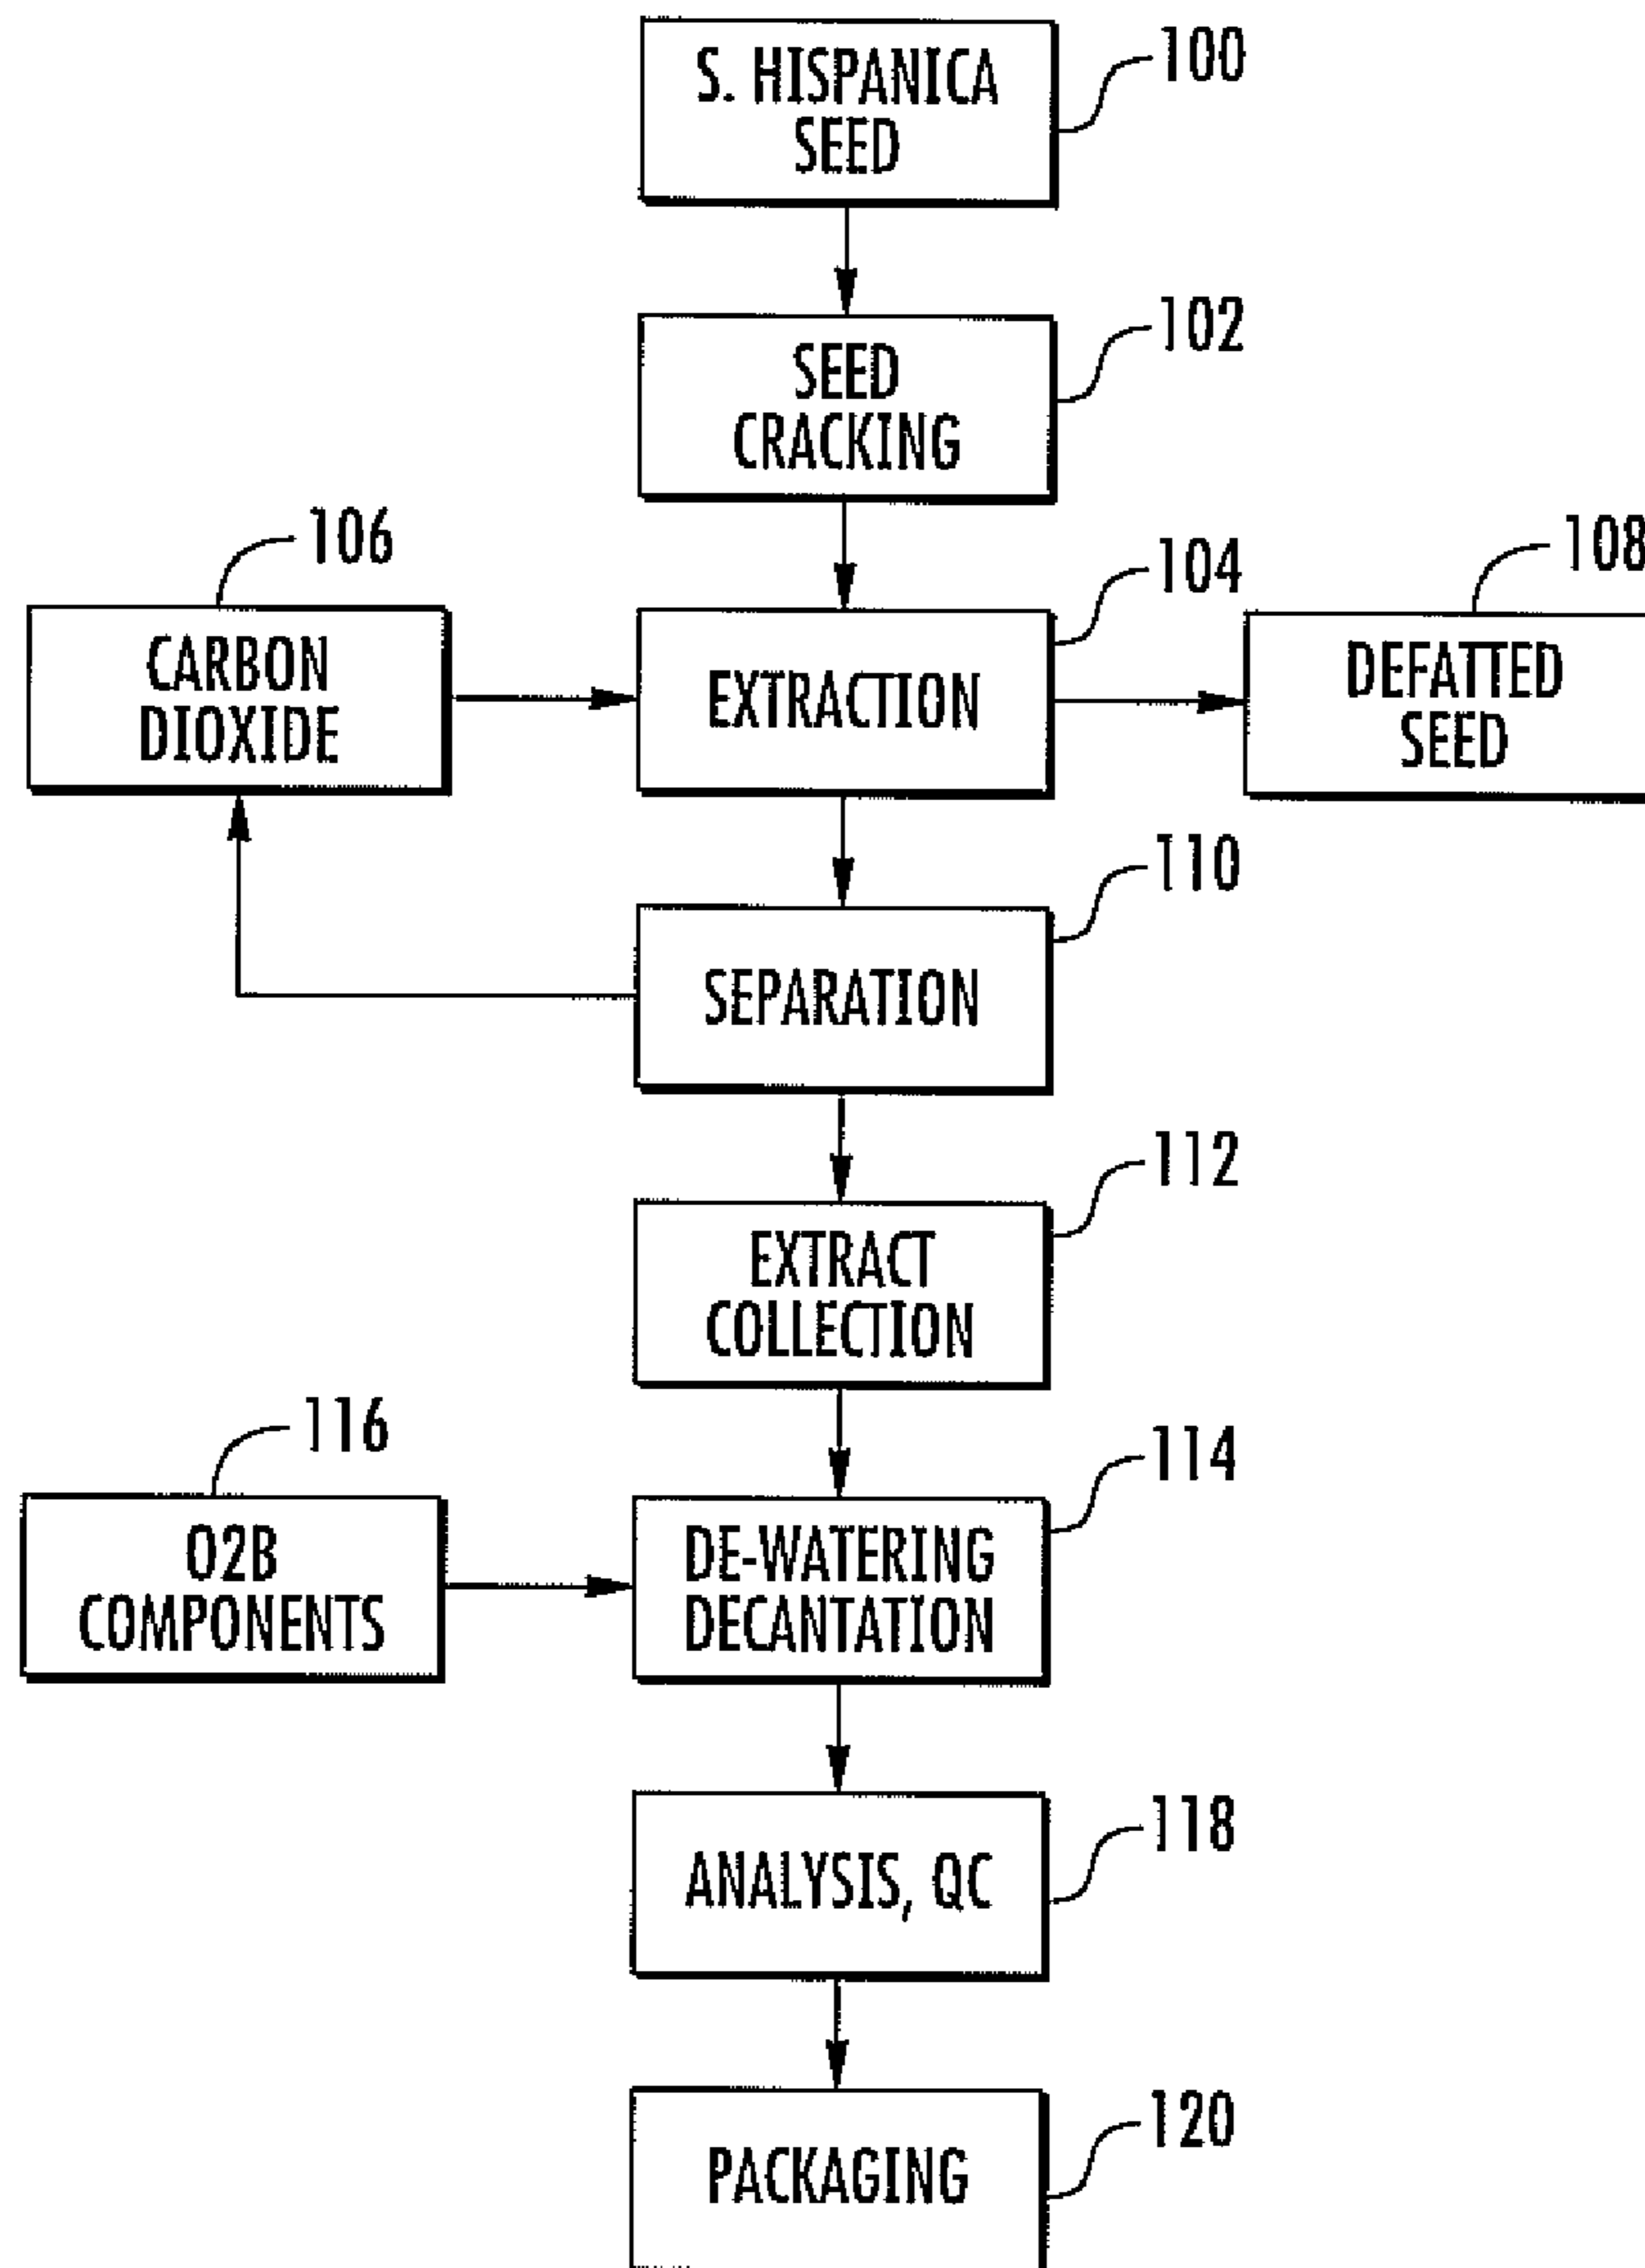 100
S. HISPANICA
SEED
102
SEED
CRACKING
106
104
108
CARBON
DIOXIDE
EXTRACTION
DEFATTED
SEED
110
SEPARATION
112
EXTRACT
COLLECTION
116
114
O2B
COMPONENTS
DE-WATERING
DECANTATION
118
ANALYSIS, QC
120
PACKAGING